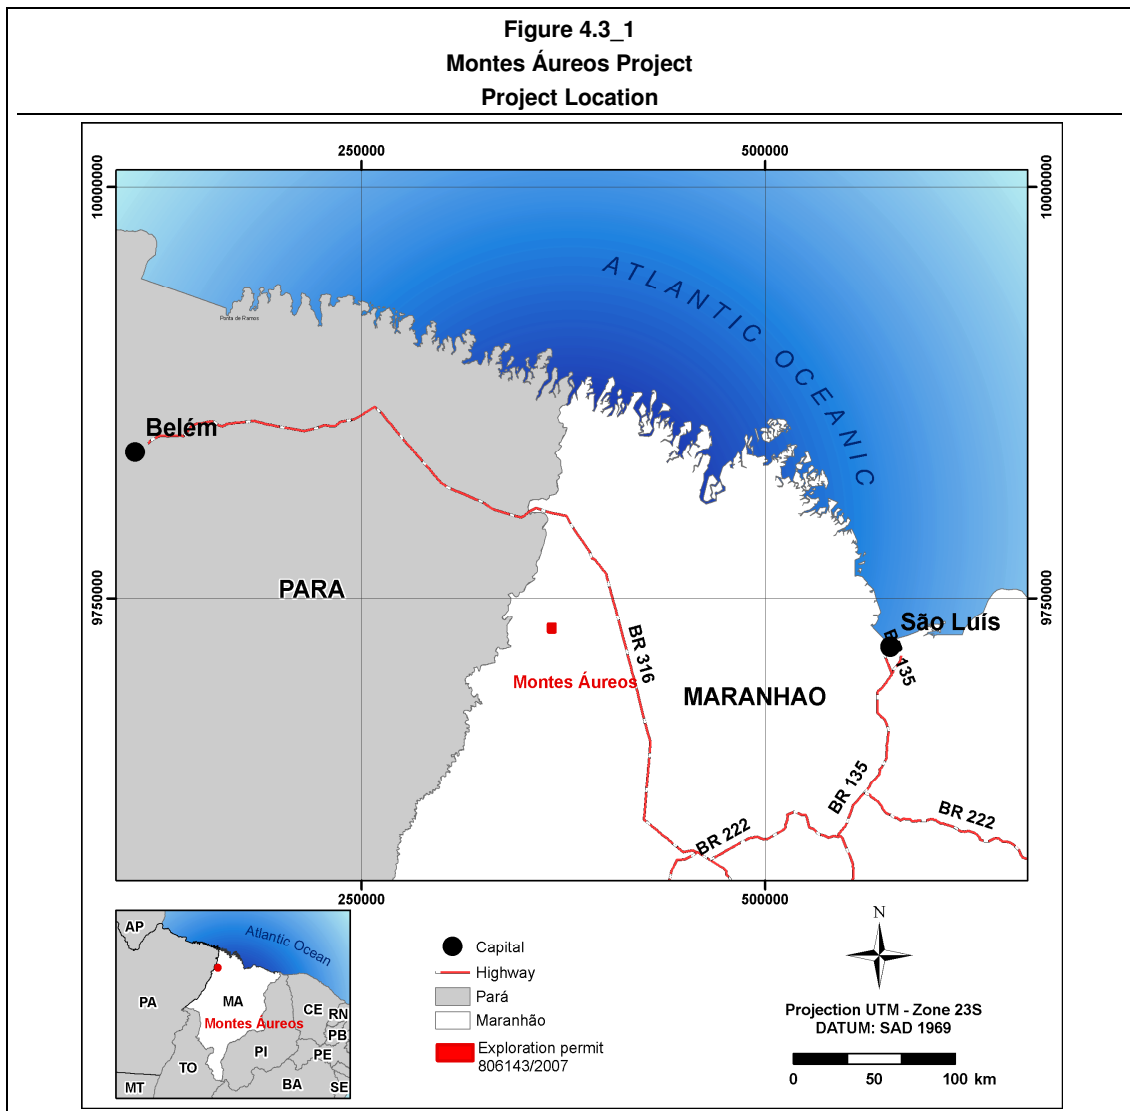 Figure 4.3_1
Montes Áureos Project
Project Location
250000
500000
10000000
10000000
ATLANTIC OCEANIC
Ponta de Ramos
Belém
PARA
9750000
9750000
São Luís
BR 135
BR 316
Montes Áureos
MARANHAO
BR 135
BR 222
BR 222
250000
500000
AP
Atlantic Ocean
PA
MA
CE
RN
Montes Áureos
PB
PI
PE
TO
MT
BA
SE
Capital
Highway
Pará
Maranhão
Exploration permit
806143/2007
N
Projection UTM - Zone 23S
DATUM: SAD 1969
0 50 100 km